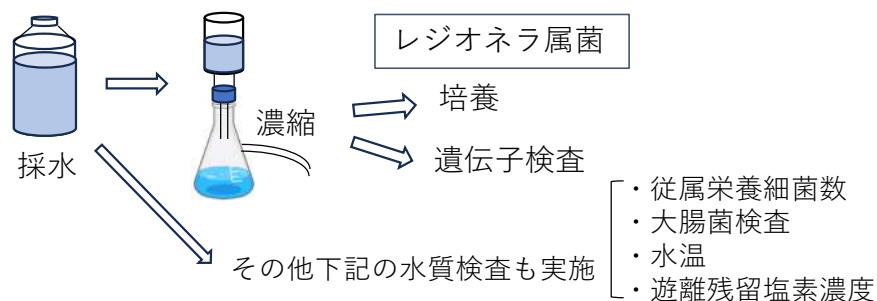 レジオネラ属菌
培養
濃縮
遺伝子検査
採水
その他下記の水質検査も実施
・従属栄養細菌数
・大腸菌検査
・水温
・遊離残留塩素濃度